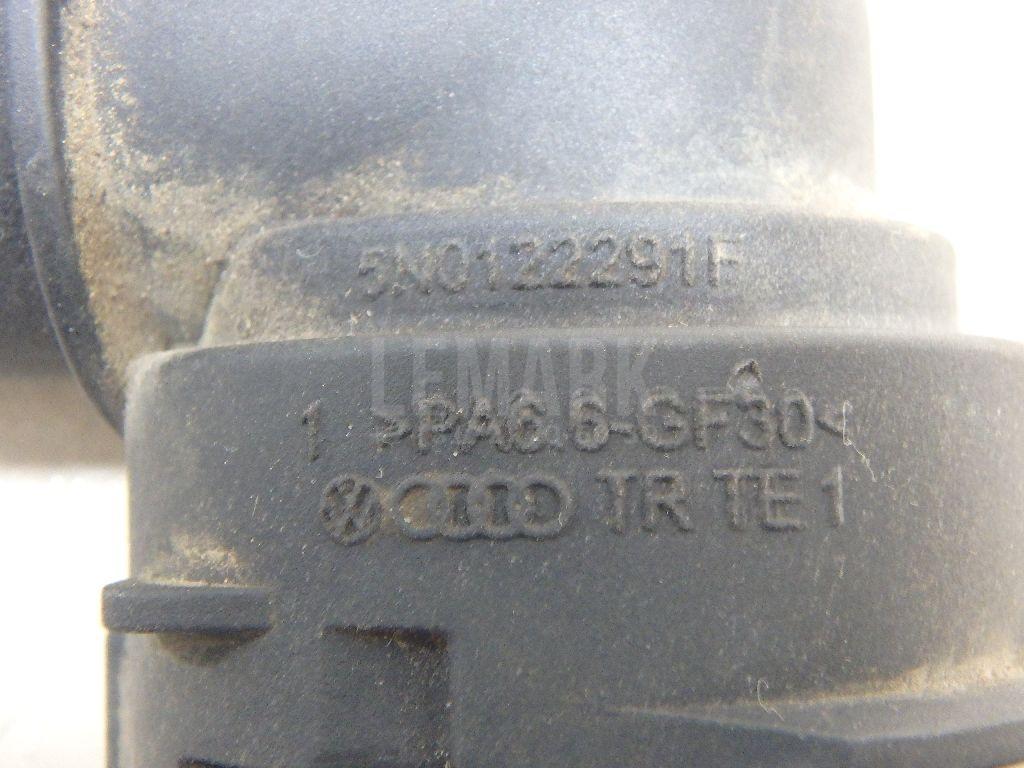 5N0122291F
LEMARK
1 >PA6.6-GF30<
TR TE 1